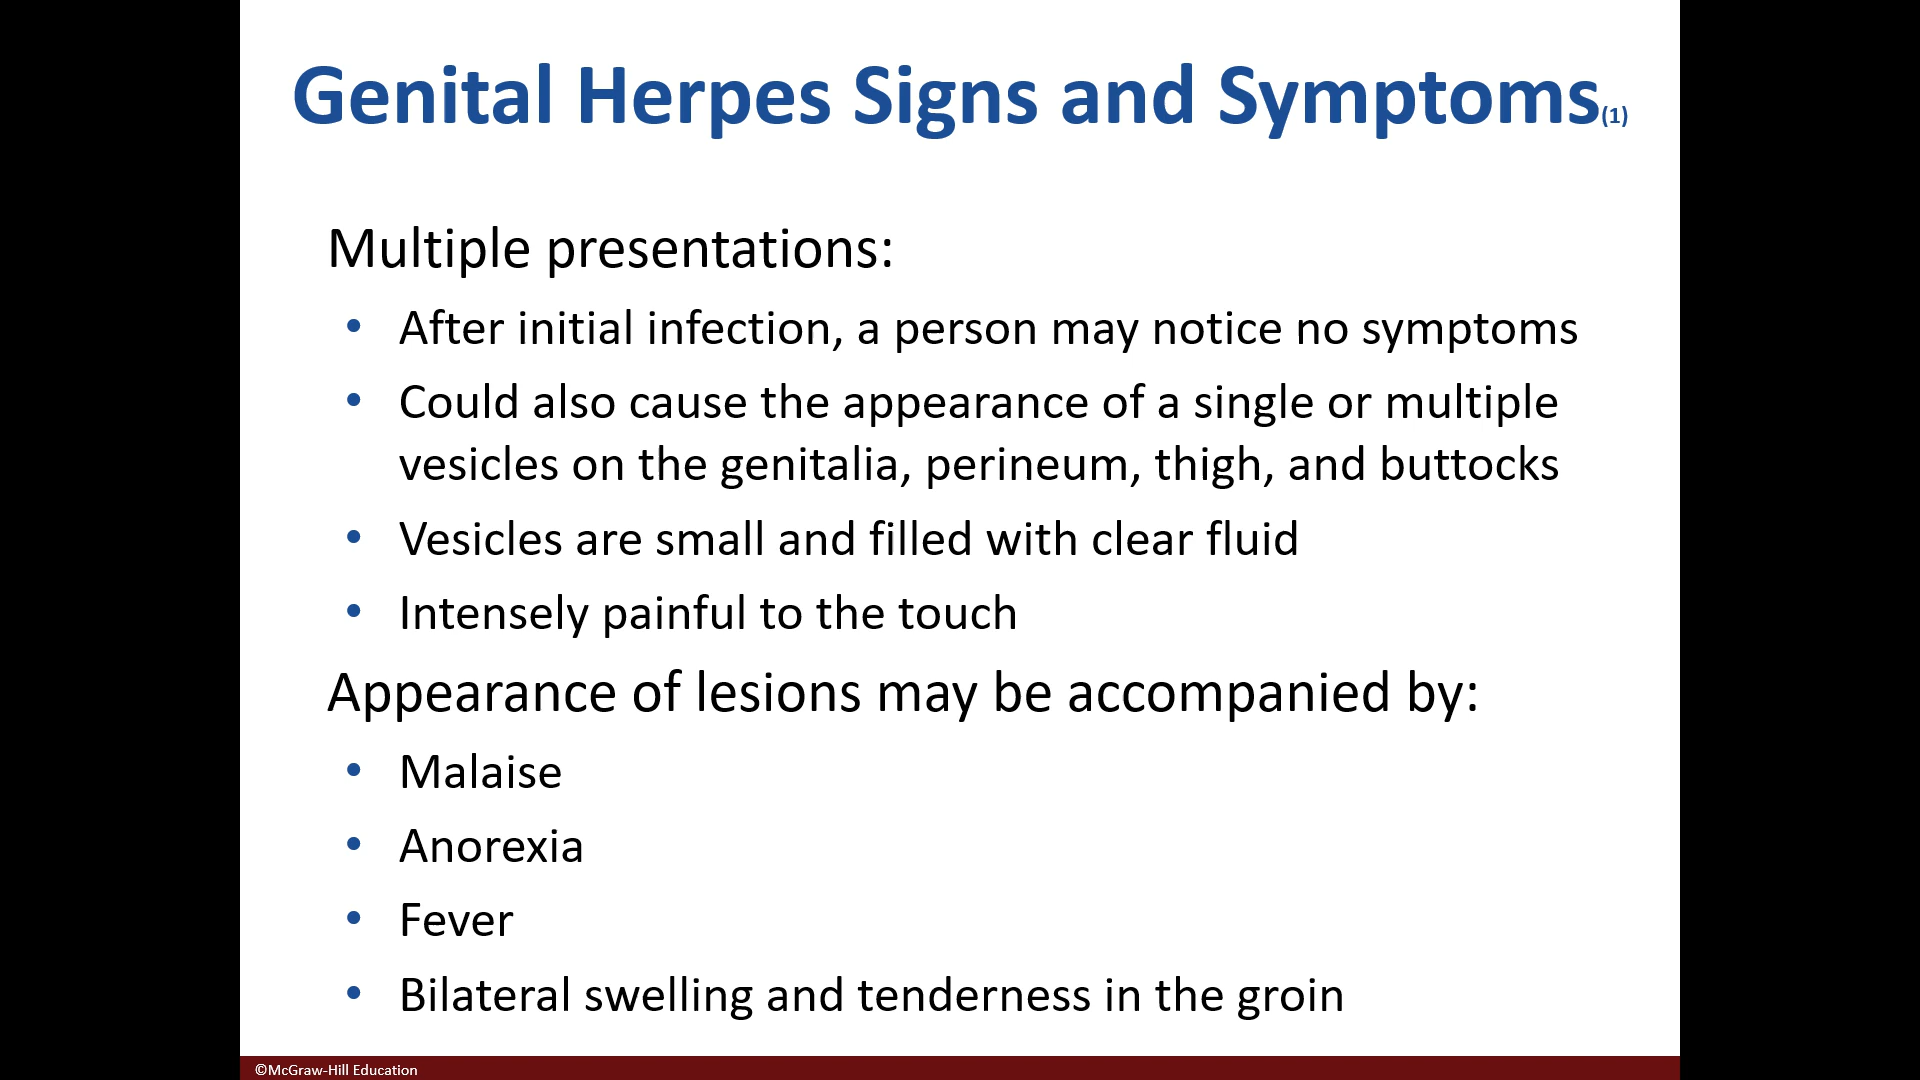 Genital Herpes Signs and Symptoms(1)
Multiple presentations:
• After initial infection, a person may notice no symptoms
• Could also cause the appearance of a single or multiple
vesicles on the genitalia, perineum, thigh, and buttocks
• Vesicles are small and filled with clear fluid
• Intensely painful to the touch
Appearance of lesions may be accompanied by:
• Malaise
• Anorexia
• Fever
• Bilateral swelling and tenderness in the groin
©McGraw-Hill Education